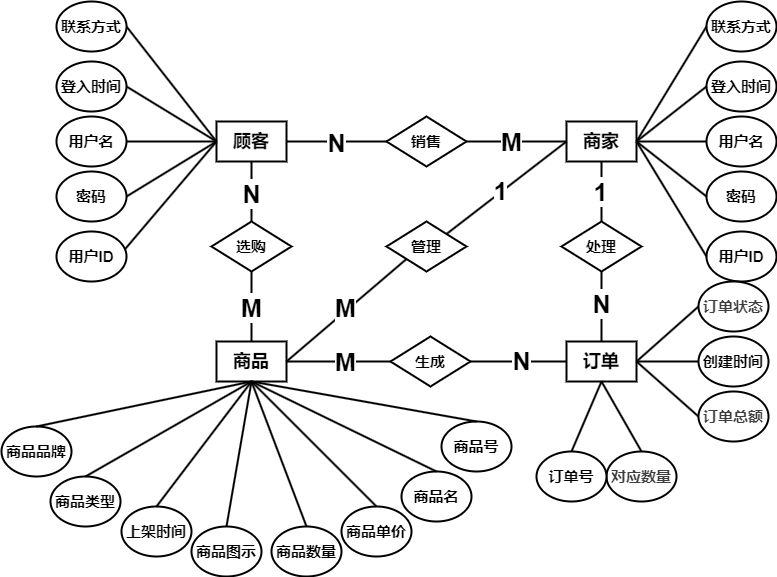 联系方式
联系方式
登入时间
登入时间
用户名
顾客
N
销售
M
商家
用户名
密码
N
1
1
密码
用户ID
选购
管理
处理
用户ID
M
M
N
订单状态
商品
M
生成
N
订单
创建时间
订单总额
商品品牌
商品号
商品类型
商品名
订单号
对应数量
上架时间
商品图示
商品数量
商品单价